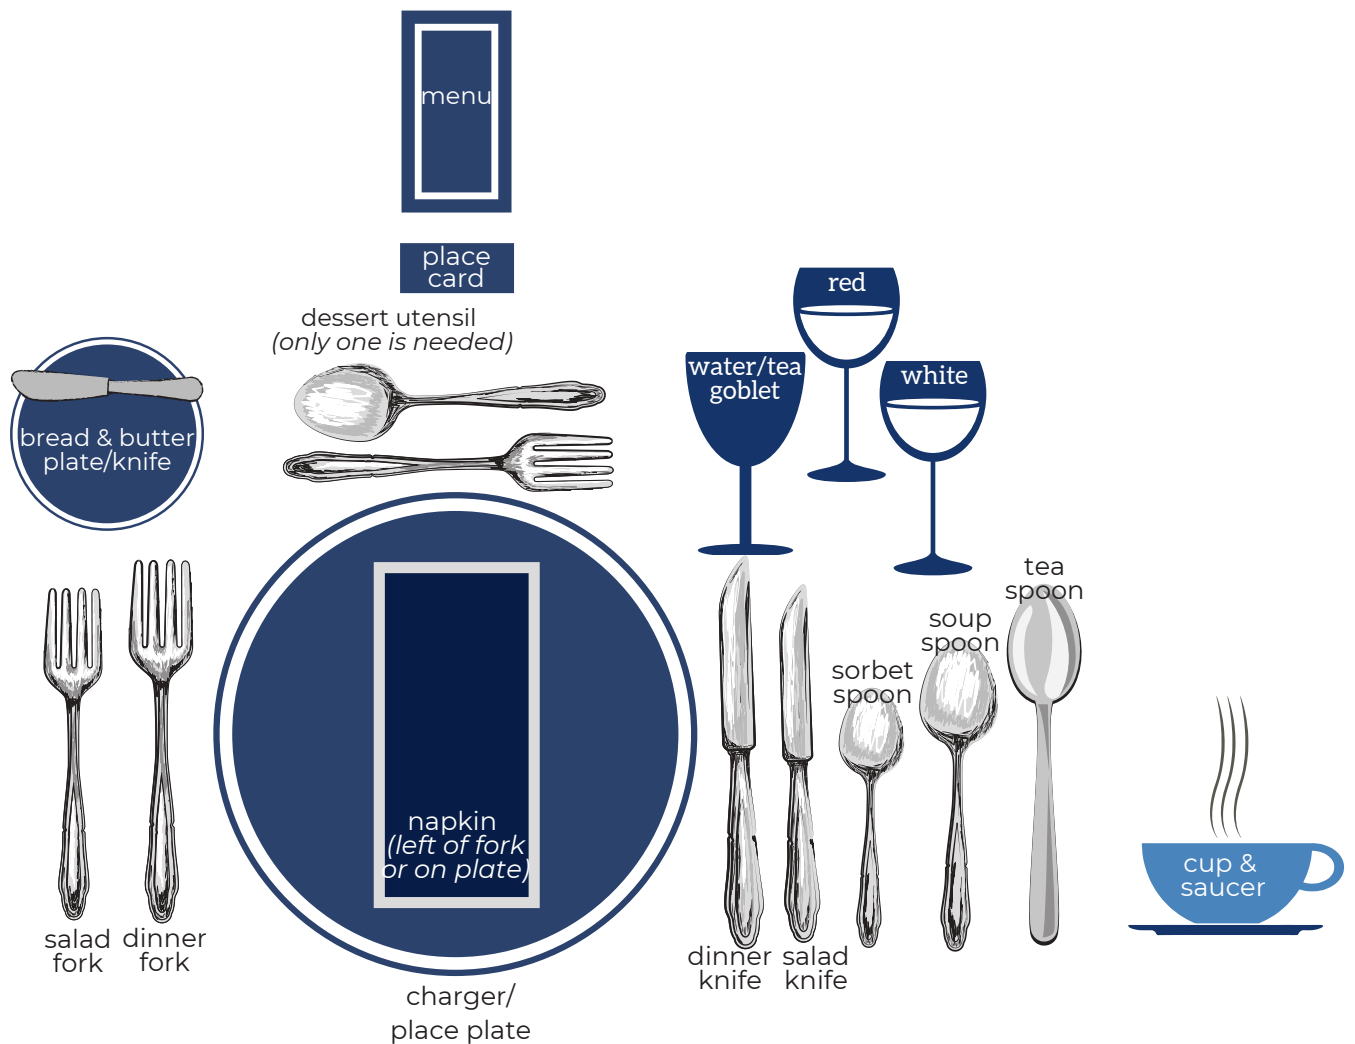 menu
place
card
dessert utensil
(only one is needed)
red
water/tea
goblet
white
bread & butter
plate/knife
tea
spoon
soup
spoon
sorbet
spoon
napkin
(left of fork
or on plate)
cup &
saucer
salad
fork
dinner
fork
dinner
knife
salad
knife
charger/
place plate